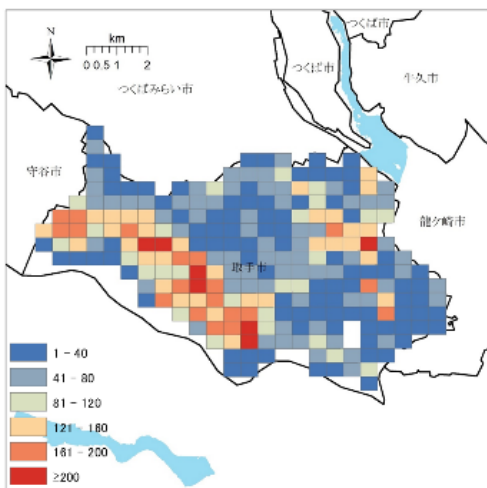 N
km
0 0.5 1 2
つくば市
つくば市
牛久市
つくばみらい市
守谷市
龍ケ崎市
取手市
1 - 40
41 - 80
81 - 120
121 - 160
161 - 200
≥200